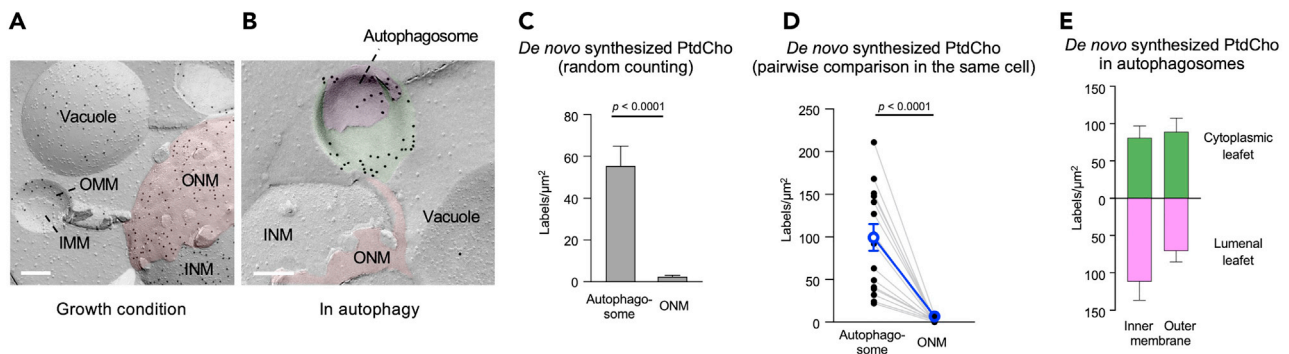 A
Vacuole
OMM
ONM
IMM
INM
Growth condition
B
Autophagosome
INM
ONM
Vacuole
In autophagy
C
De novo synthesized PtdCho
(random counting)
p < 0.0001
80
60
40
20
0
Labels/µm²
Autophago-
some
ONM
D
De novo synthesized PtdCho
(pairwise comparison in the same cell)
p < 0.0001
250
200
150
100
50
0
Labels/µm²
Autophago-
some
ONM
E
De novo synthesized PtdCho
in autophagosomes
150
100
50
0
50
100
150
Labels/µm²
Cytoplasmic
leafet
Lumenal
leafet
Inner Outer
membrane